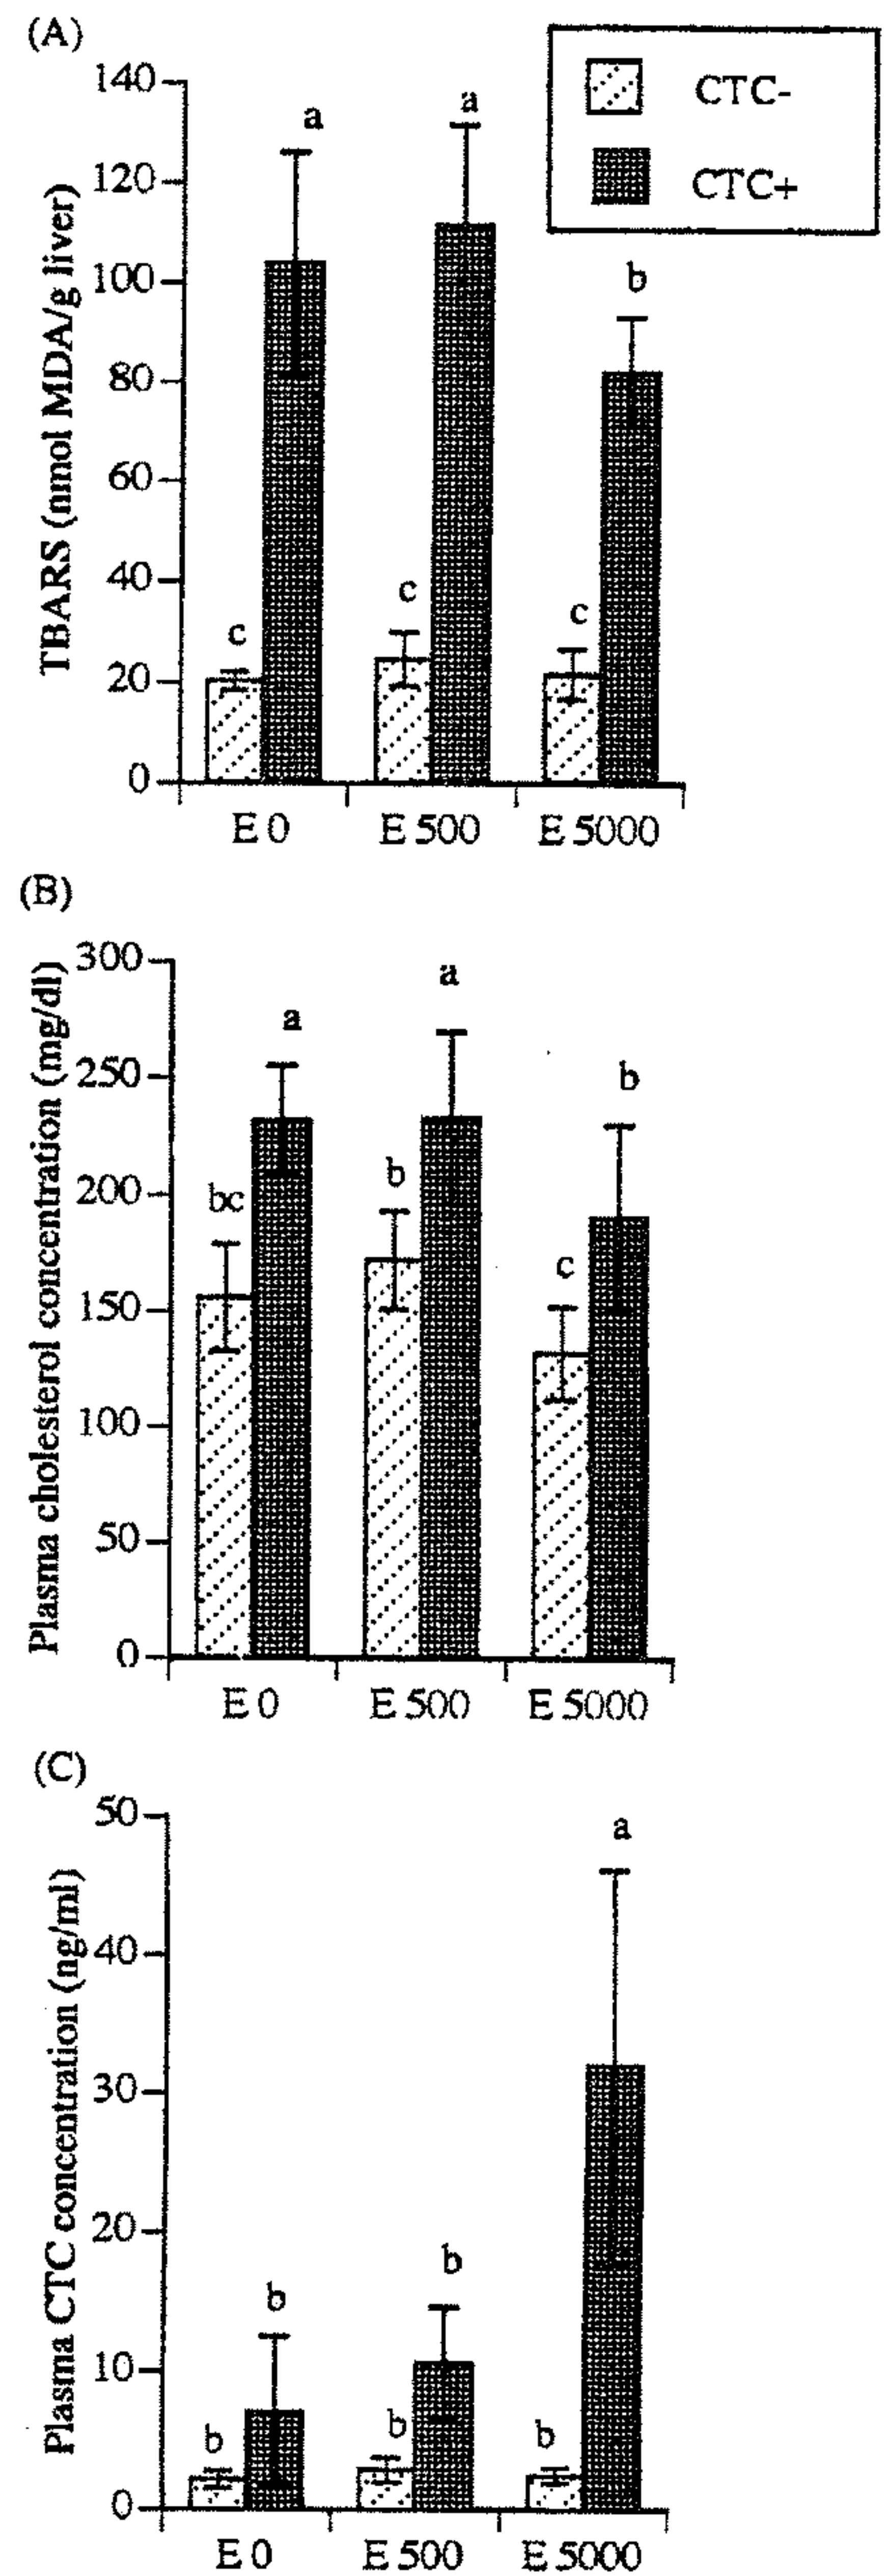 (A)
CTC-
CTC+
TBARS (nmol MDA/g liver)
140
120
100
80
60
40
20
0
a
a
b
c
c
c
E 0
E 500
E 5000
(B)
Plasma cholesterol concentration (mg/dl)
300
250
200
150
100
50
0
a
a
b
bc
b
c
E 0
E 500
E 5000
(C)
Plasma CTC concentration (ng/ml)
50
40
30
20
10
0
a
b
b
b
b
b
E 0
E 500
E 5000